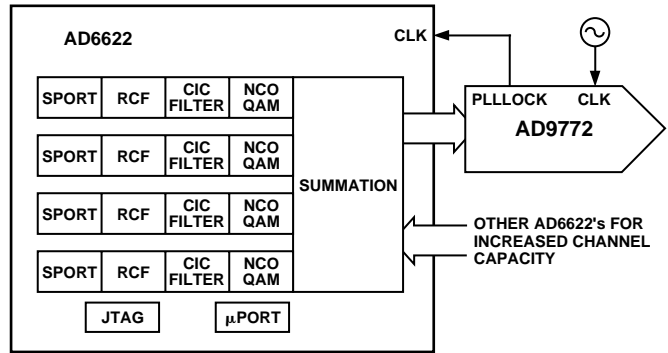 AD6622
CLK
PLLLOCK CLK
AD9772
SPORT RCF CIC FILTER NCO QAM
SPORT RCF CIC FILTER NCO QAM
SPORT RCF CIC FILTER NCO QAM
SPORT RCF CIC FILTER NCO QAM
SUMMATION
OTHER AD6622's FOR
INCREASED CHANNEL
CAPACITY
JTAG
µPORT